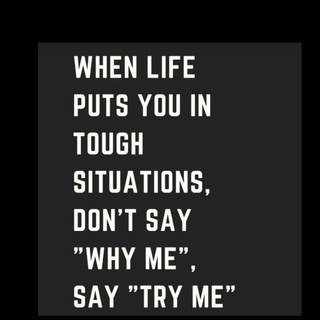 WHEN LIFE
PUTS YOU IN
TOUGH
SITUATIONS,
DON'T SAY
"WHY ME",
SAY "TRY ME"